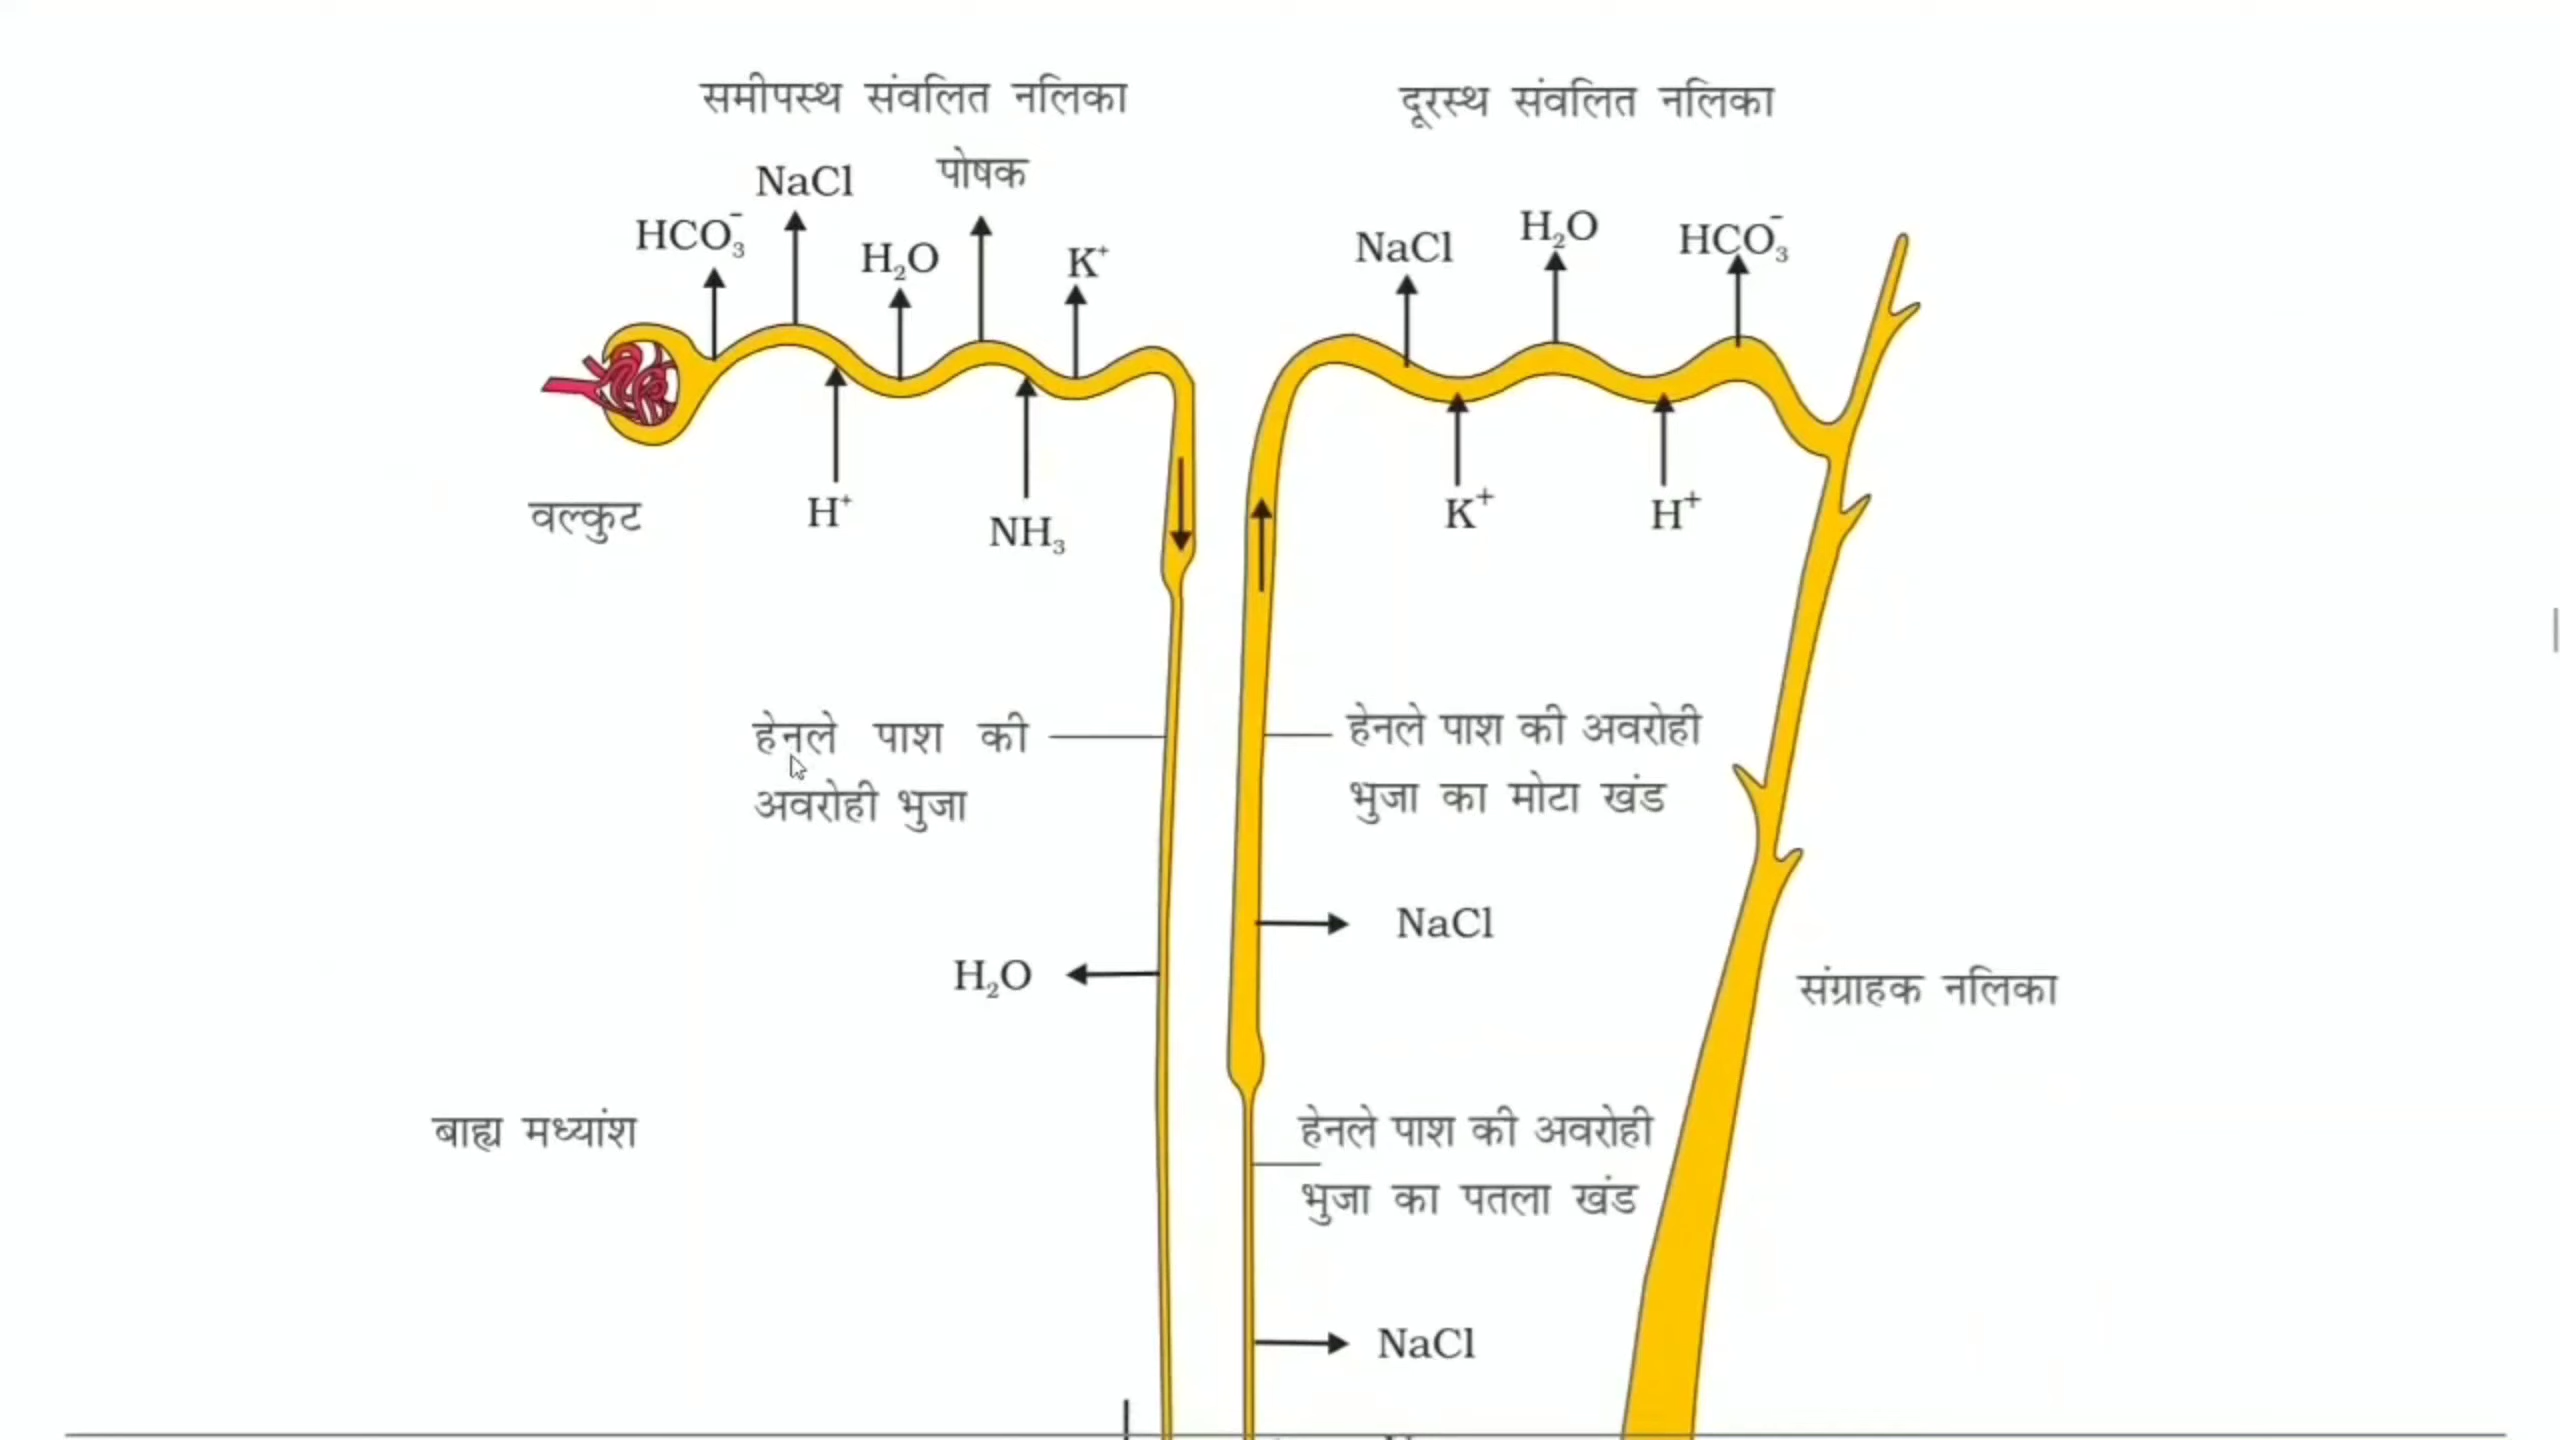 समीपस्थ संवलित नलिका
दूरस्थ संवलित नलिका
NaCl
पोषक
HCO₃⁻
H₂O
K⁺
NaCl
H₂O
HCO₃⁻
वल्कुट
H⁺
NH₃
K⁺
H⁺
हेनले पाश की
अवरोही भुजा
हेनले पाश की अवरोही
भुजा का मोटा खंड
NaCl
H₂O
संग्राहक नलिका
बाह्य मध्यांश
हेनले पाश की अवरोही
भुजा का पतला खंड
NaCl